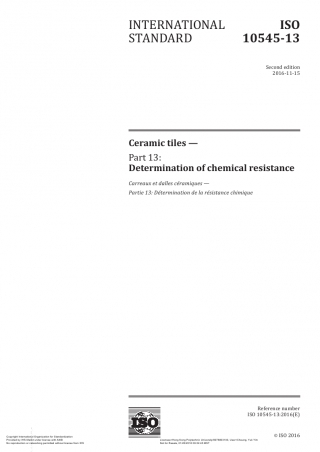 INTERNATIONAL
STANDARD
ISO
10545-13
Second edition
2016-11-15
Ceramic tiles —
Part 13:
Determination of chemical resistance
Carreaux et dalles céramiques —
Partie 13: Détermination de la résistance chimique
ISO
Reference number
ISO 10545-13:2016(E)
© ISO 2016